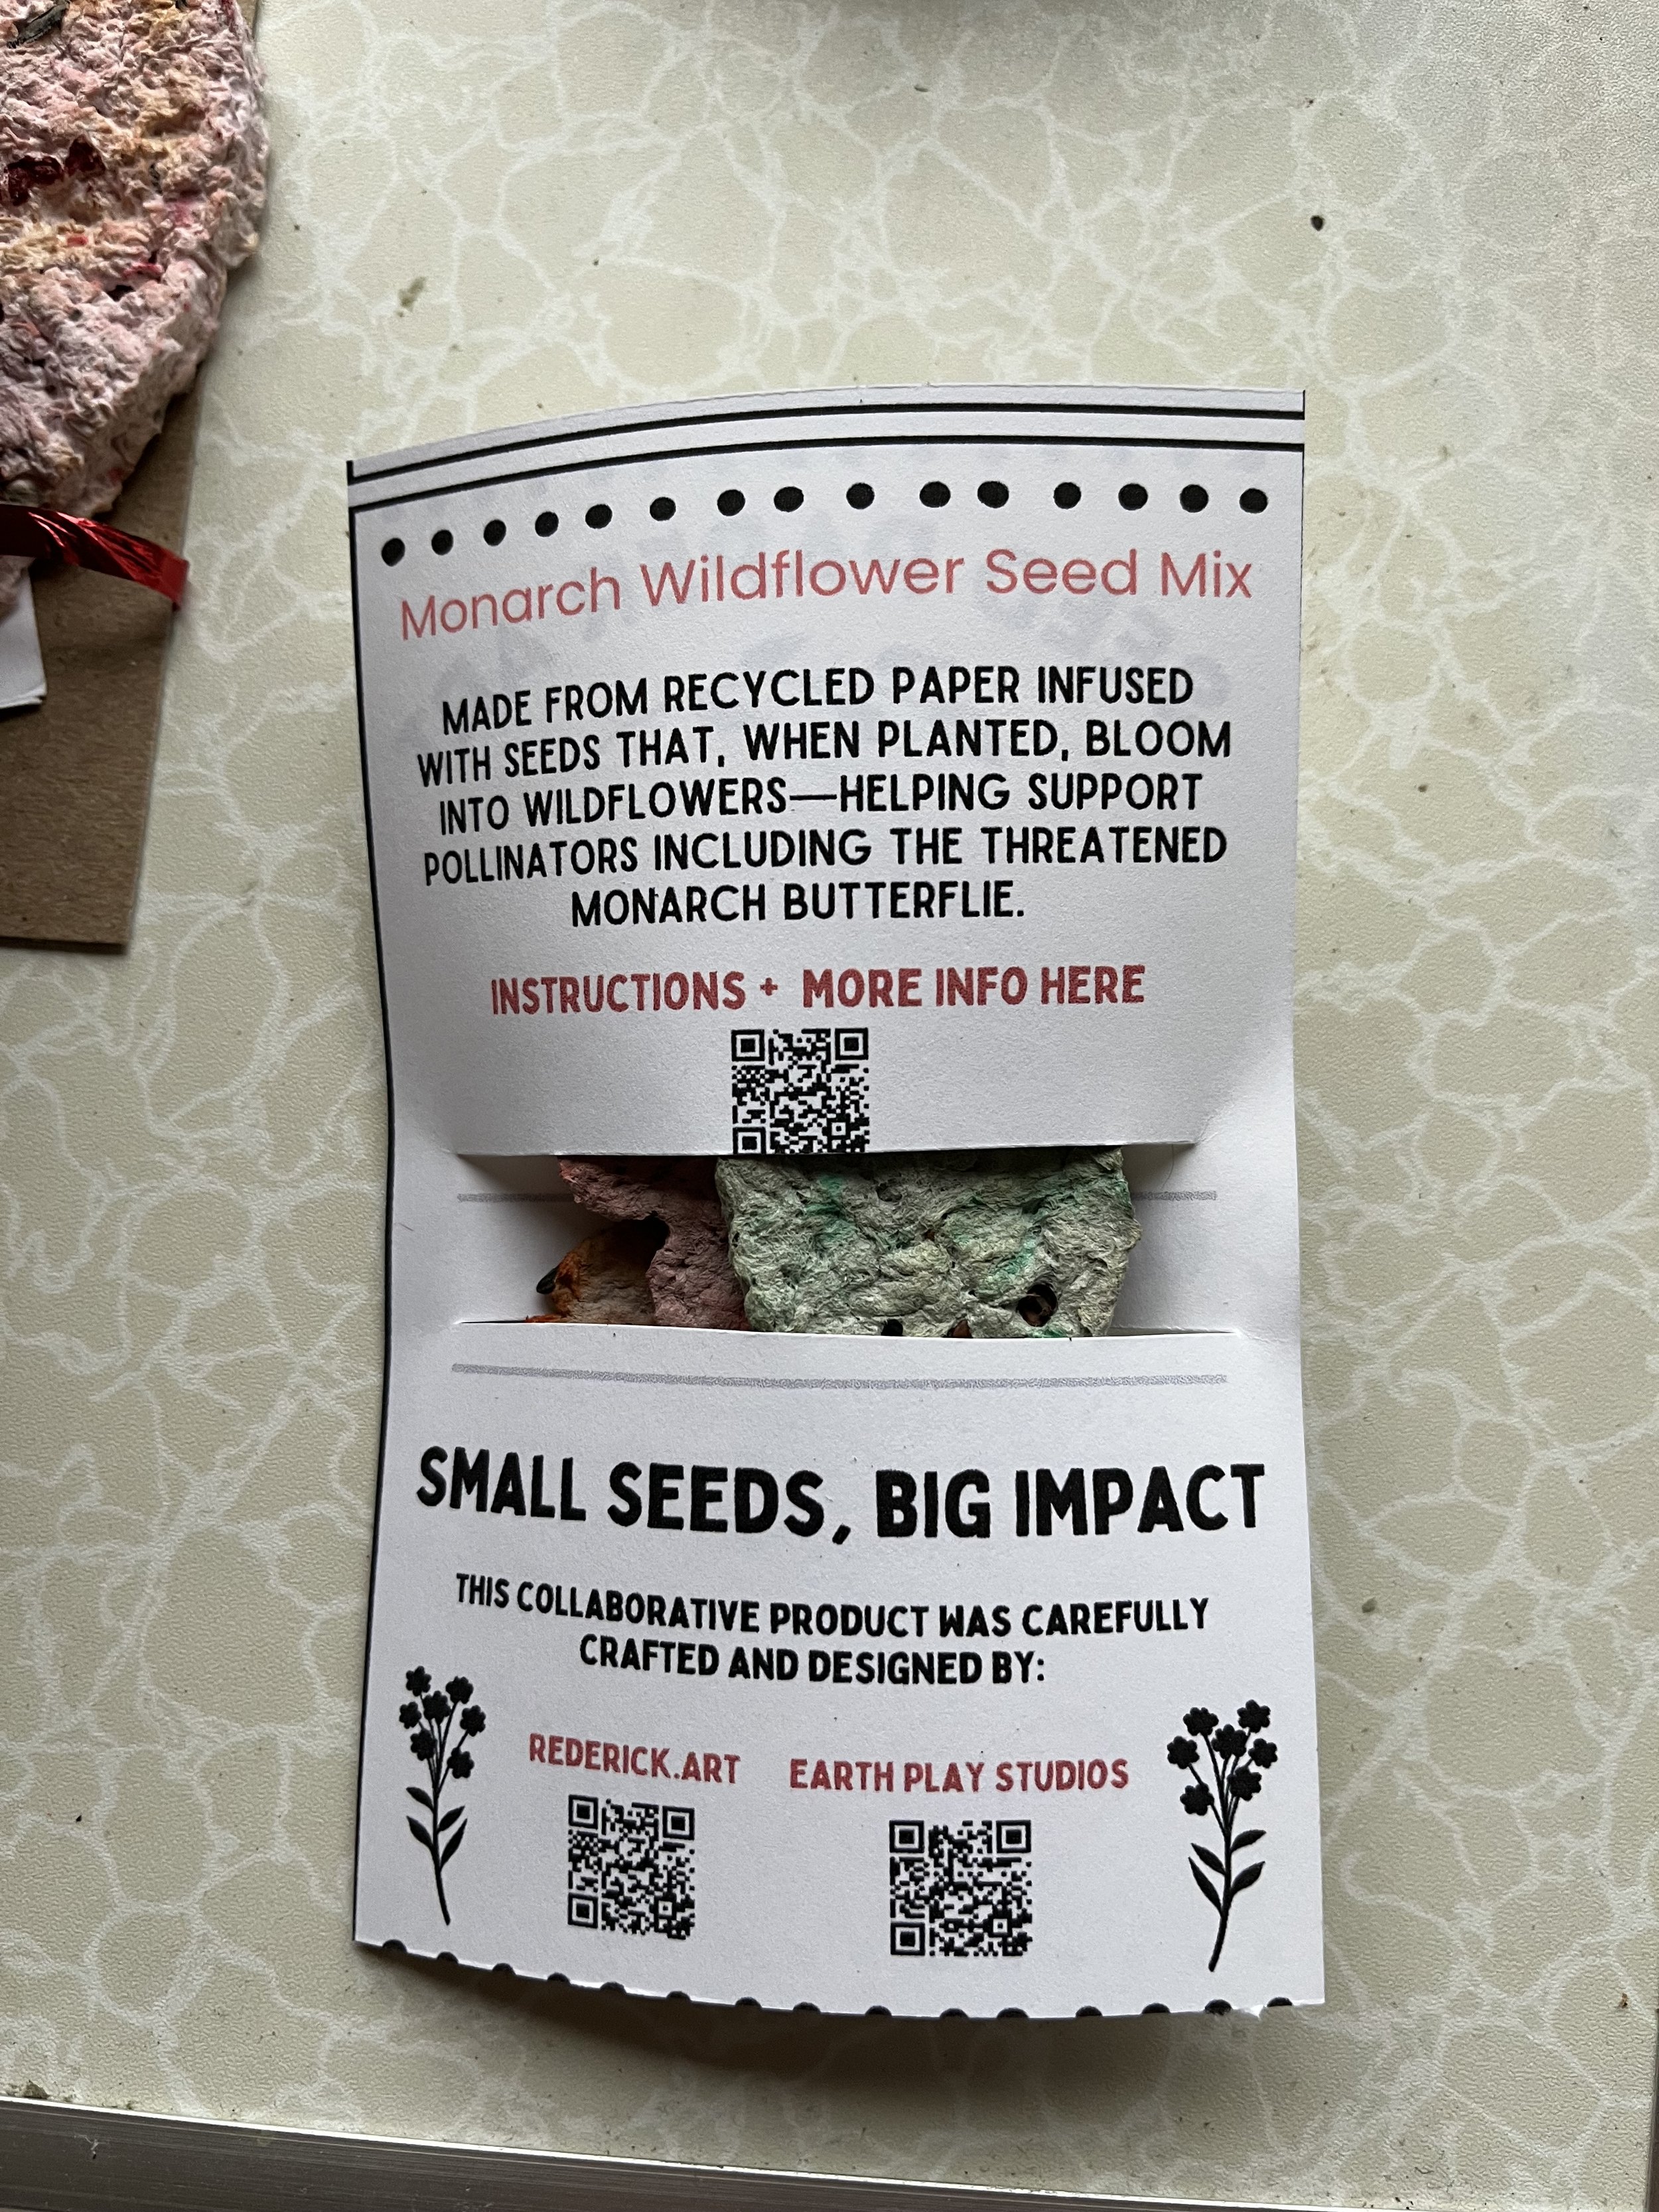 Monarch Wildflower Seed Mix
MADE FROM RECYCLED PAPER INFUSED
WITH SEEDS THAT, WHEN PLANTED, BLOOM
INTO WILDFLOWERS—HELPING SUPPORT
POLLINATORS INCLUDING THE THREATENED
MONARCH BUTTERFLIE.
INSTRUCTIONS + MORE INFO HERE
SMALL SEEDS, BIG IMPACT
THIS COLLABORATIVE PRODUCT WAS CAREFULLY
CRAFTED AND DESIGNED BY:
REDERICK.ART
EARTH PLAY STUDIOS